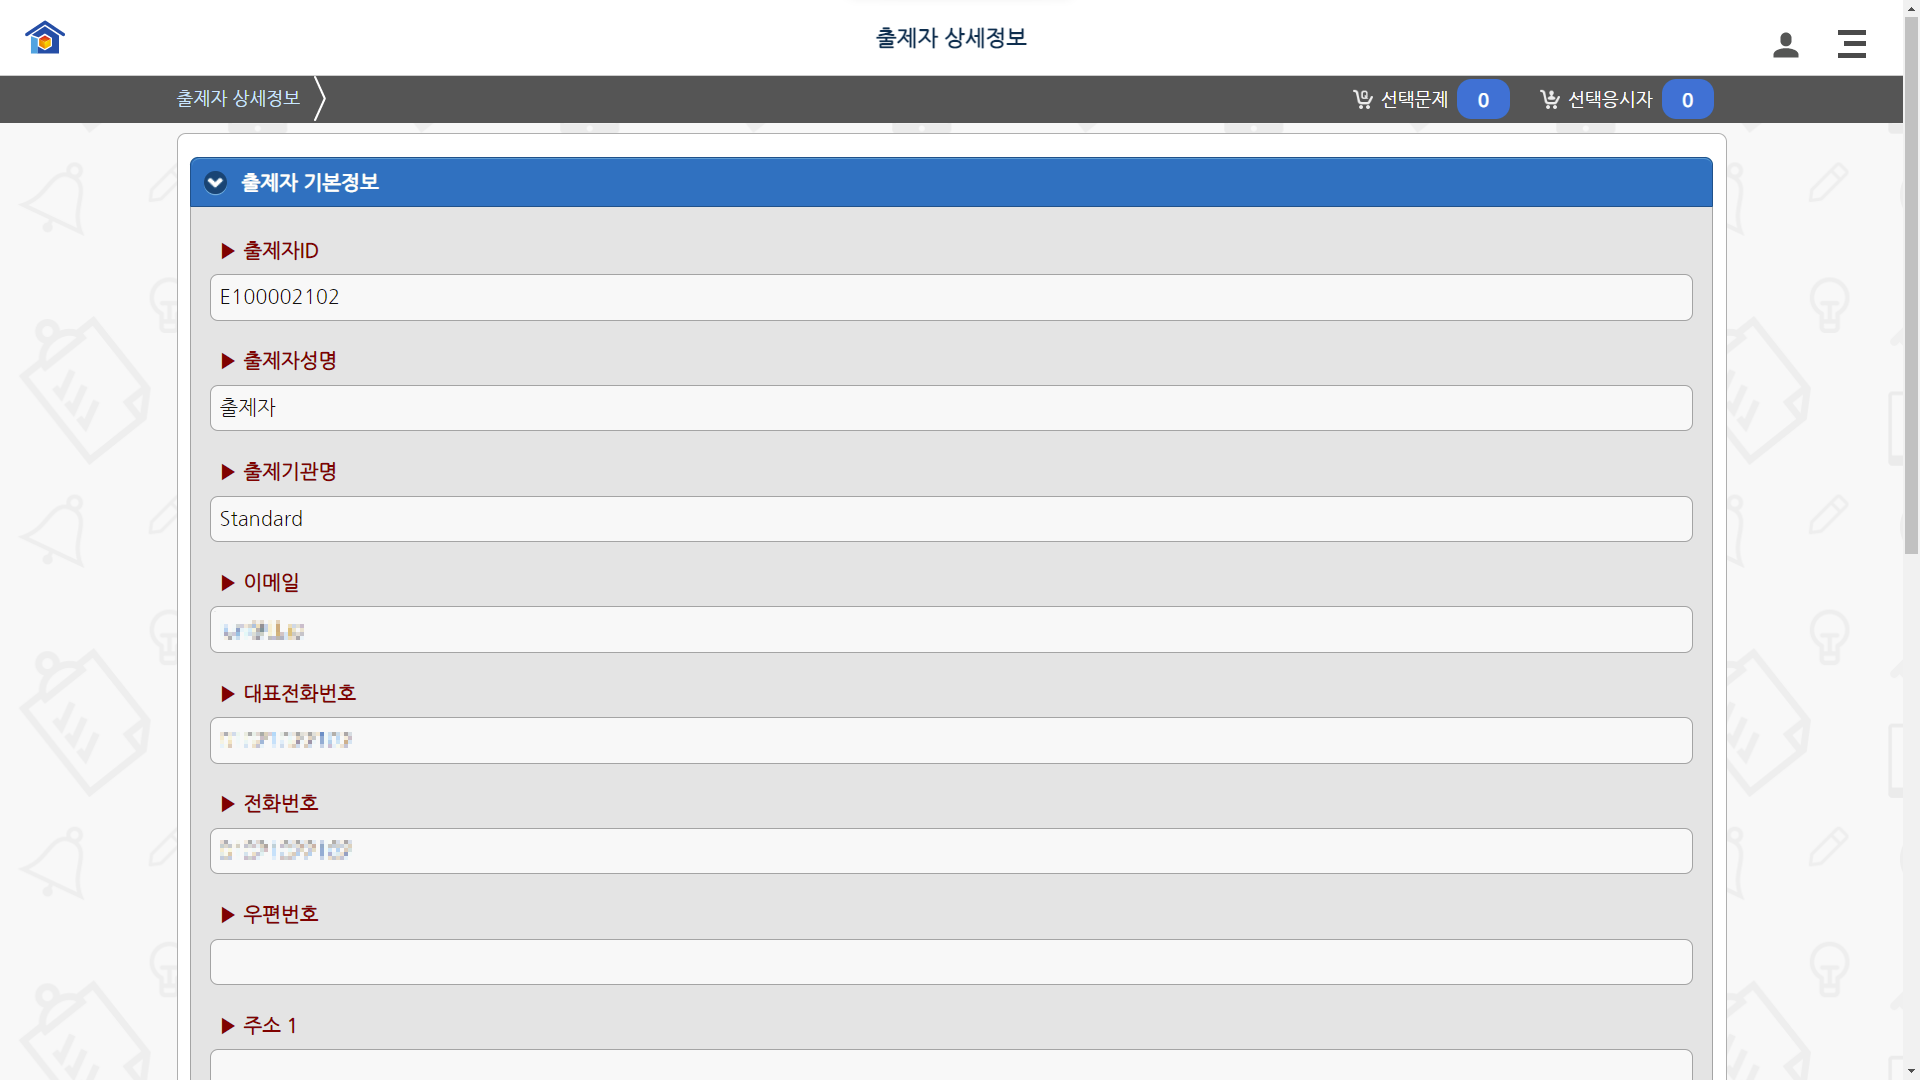 출제자 상세정보
출제자 상세정보
선택문제 0 선택응시자 0
출제자 기본정보
▶ 출제자ID
E100002102
▶ 출제자성명
출제자
▶ 출제기관명
Standard
▶ 이메일
▶ 대표전화번호
▶ 전화번호
▶ 우편번호
▶ 주소 1